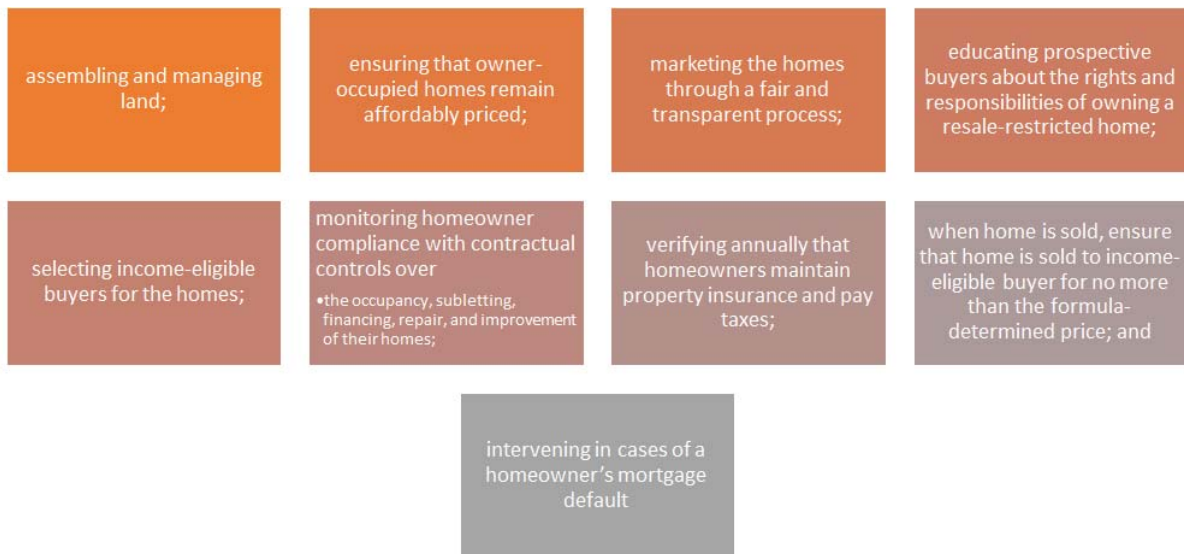 assembling and managing
land;
ensuring that owner-
occupied homes remain
affordably priced;
marketing the homes
through a fair and
transparent process;
educating prospective
buyers about the rights and
responsibilities of owning a
resale-restricted home;
selecting income-eligible
buyers for the homes;
monitoring homeowner
compliance with contractual
controls over
•the occupancy, subletting,
financing, repair, and improvement
of their homes;
verifying annually that
homeowners maintain
property insurance and pay
taxes;
when home is sold, ensure
that home is sold to income-
eligible buyer for no more
than the formula-
determined price; and
intervening in cases of a
homeowner’s mortgage
default